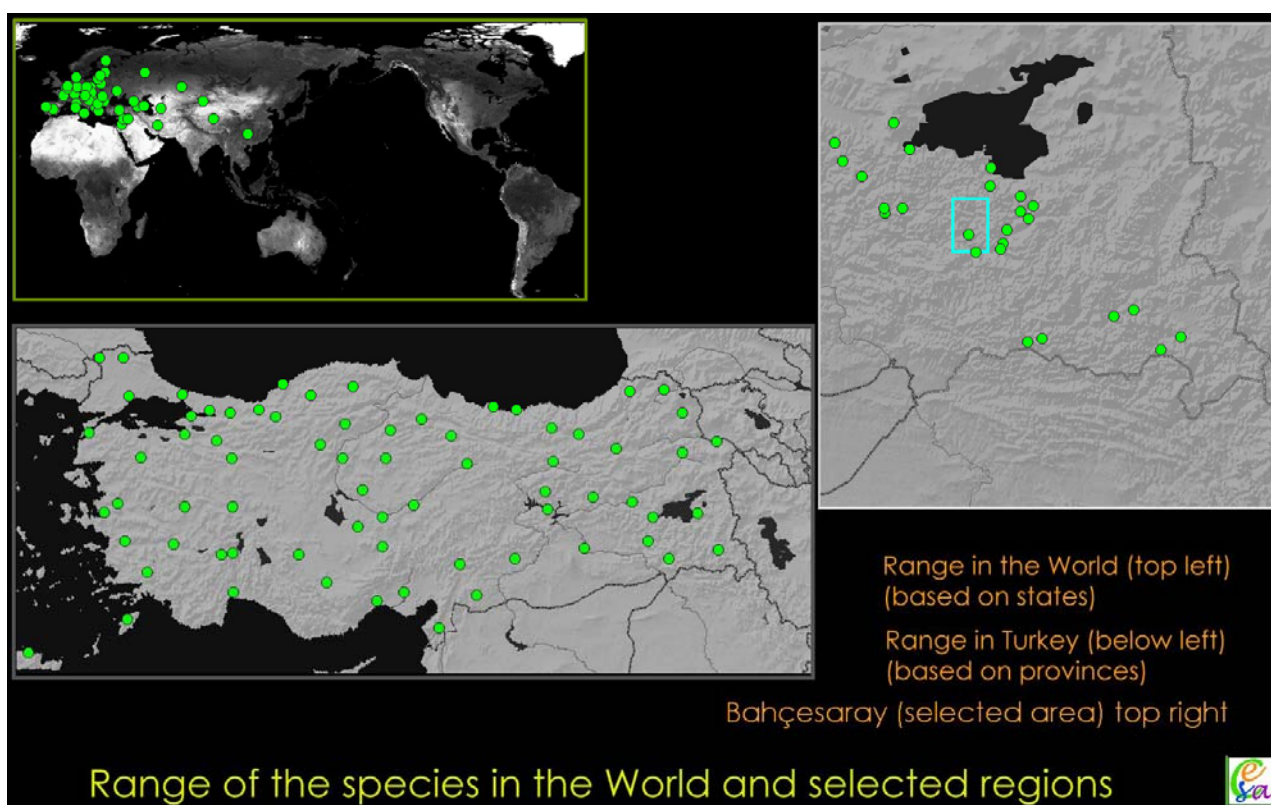 Range in the World (top left)
(based on states)
Range in Turkey (below left)
(based on provinces)
Bahçesaray (selected area) top right
Range of the species in the World and selected regions
Cesa